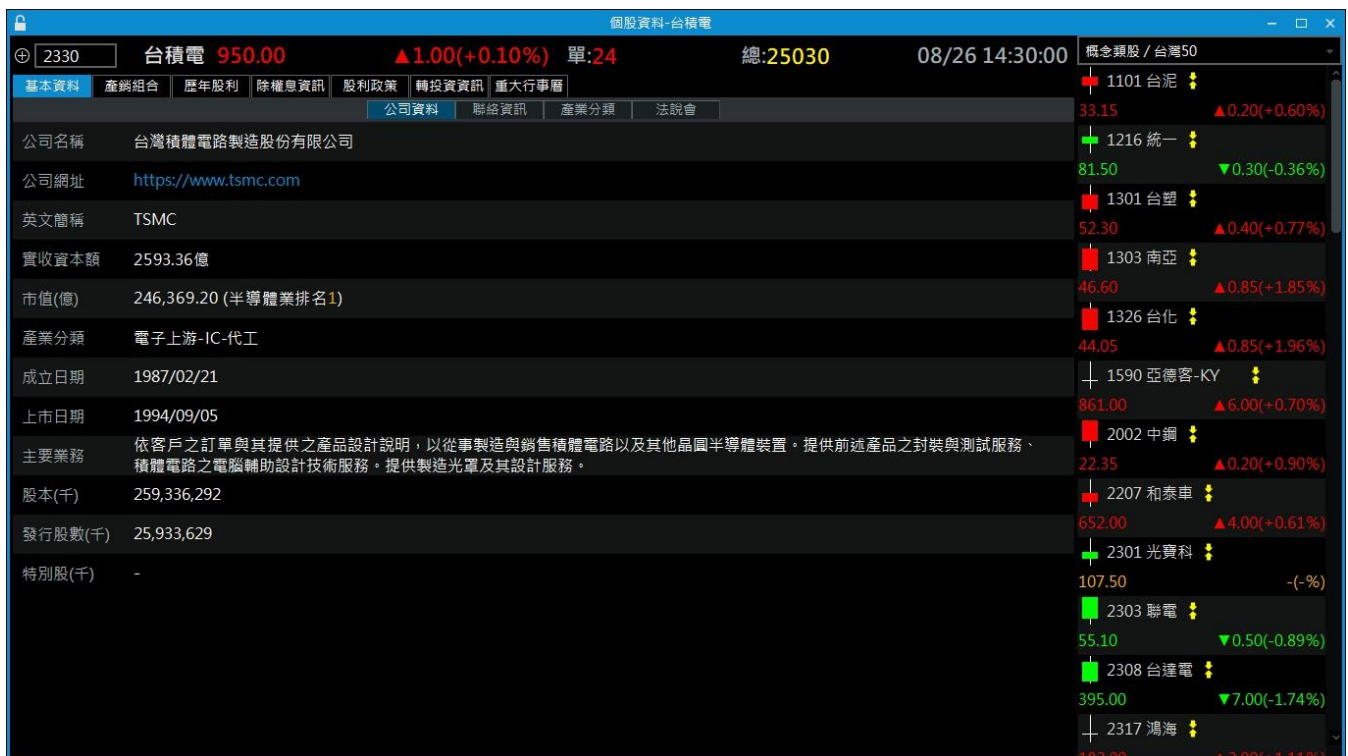 個股資料-台積電
2330 台積電 950.00 ▲1.00(+0.10%) 單:24 總:25030 08/26 14:30:00
基本資料 產銷組合 歷年股利 除權息資訊 股利政策 轉投資資訊 重大行事曆
公司資料 聯絡資訊 產業分類 法說會
公司名稱 台灣積體電路製造股份有限公司
公司網址 https://www.tsmc.com
英文簡稱 TSMC
實收資本額 2593.36億
市值(億) 246,369.20 (半導體業排名1)
產業分類 電子上游-IC-代工
成立日期 1987/02/21
上市日期 1994/09/05
主要業務 依客戶之訂單與其提供之產品設計說明,以從事製造與銷售積體電路以及其他晶圓半導體裝置。提供前述產品之封裝與測試服務、
積體電路之電腦輔助設計技術服務。提供製造光罩及其設計服務。
股本(千) 259,336,292
發行股數(千) 25,933,629
特別股(千) -
概念類股 / 台灣50
1101 台泥
33.15 ▲0.20(+0.60%)
1216 統一
81.50 ▼0.30(-0.36%)
1301 台塑
52.30 ▲0.40(+0.77%)
1303 南亞
46.60 ▲0.85(+1.85%)
1326 台化
44.05 ▲0.85(+1.96%)
1590 亞德客-KY
861.00 ▲6.00(+0.70%)
2002 中鋼
22.35 ▲0.20(+0.90%)
2207 和泰車
652.00 ▲4.00(+0.61%)
2301 光寶科
107.50 -(-%)
2303 聯電
55.10 ▼0.50(-0.89%)
2308 台達電
395.00 ▼7.00(-1.74%)
2317 鴻海